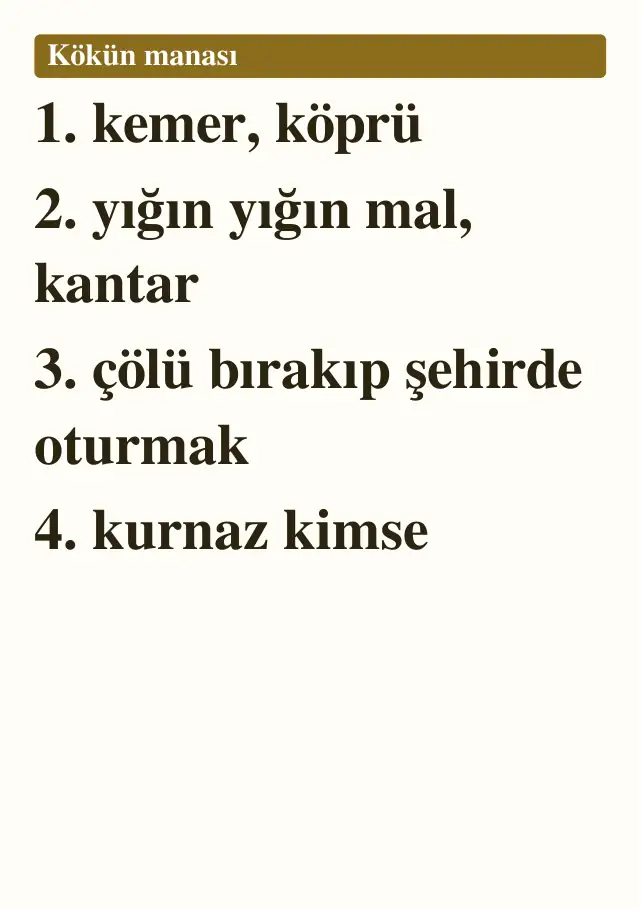 Kökün manası
1. kemer, köprü
2. yığın yığın mal,
kantar
3. çölü bırakıp şehirde
oturmak
4. kurnaz kimse